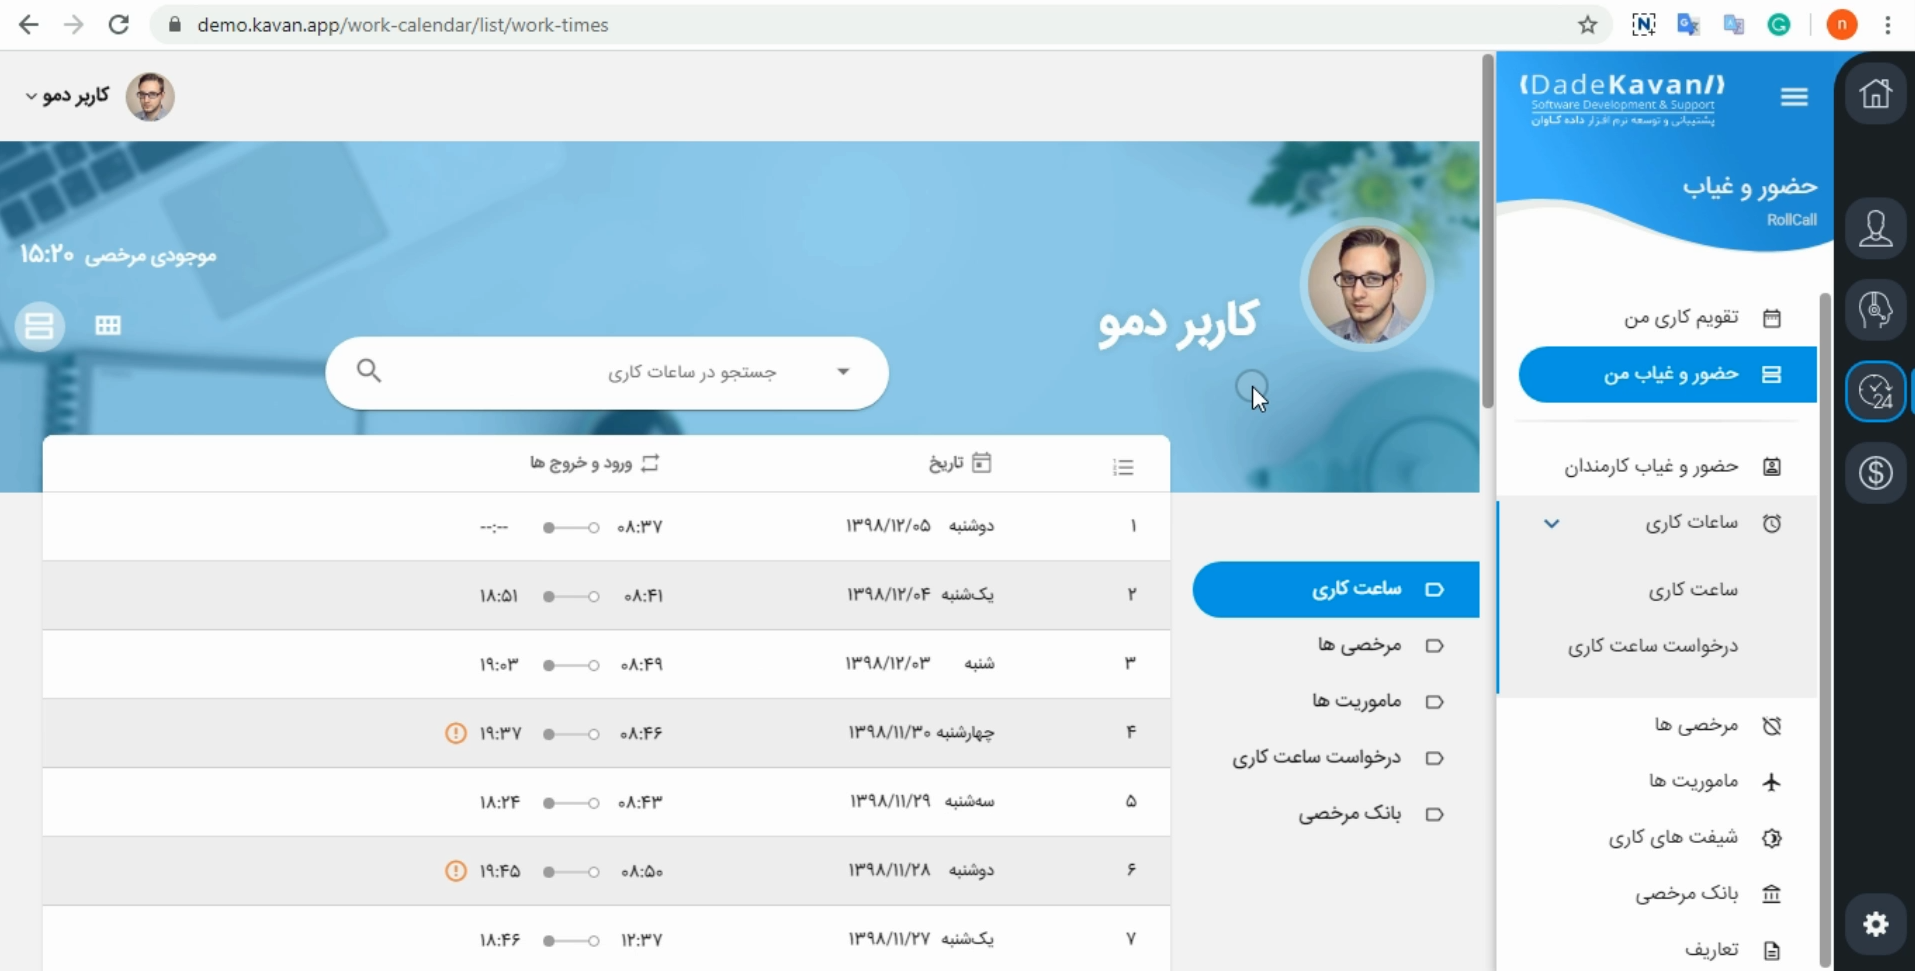 demo.kavan.app/work-calendar/list/work-times
n
کاربر دمو
DadeKavan
Software Development & Support
پشتیبانی و توسعه نرم افزار داده کاوان
حضور و غیاب
RollCall
تقویم کاری من
حضور و غیاب من
حضور و غیاب کارمندان
ساعات کاری
ساعت کاری
درخواست ساعت کاری
مرخصی ها
ماموریت ها
شیفت های کاری
بانک مرخصی
تعاریف
24
کاربر دمو
موجودی مرخصی ۱۵:۲۰
جستجو در ساعات کاری
ساعت کاری
مرخصی ها
ماموریت ها
درخواست ساعت کاری
بانک مرخصی
تاریخ ورود و خروج ها
۱ دوشنبه ۱۳۹۸/۱۲/۰۵ ۰۸:۳۷ --:--
۲ یک‌شنبه ۱۳۹۸/۱۲/۰۴ ۰۸:۴۱ ۱۸:۵۱
۳ شنبه ۱۳۹۸/۱۲/۰۳ ۰۸:۴۹ ۱۹:۰۳
۴ چهارشنبه ۱۳۹۸/۱۱/۳۰ ۰۸:۴۶ ۱۹:۳۷
۵ سه‌شنبه ۱۳۹۸/۱۱/۲۹ ۰۸:۴۳ ۱۸:۲۴
۶ دوشنبه ۱۳۹۸/۱۱/۲۸ ۰۸:۵۰ ۱۹:۴۵
۷ یک‌شنبه ۱۳۹۸/۱۱/۲۷ ۱۲:۳۷ ۱۸:۴۶